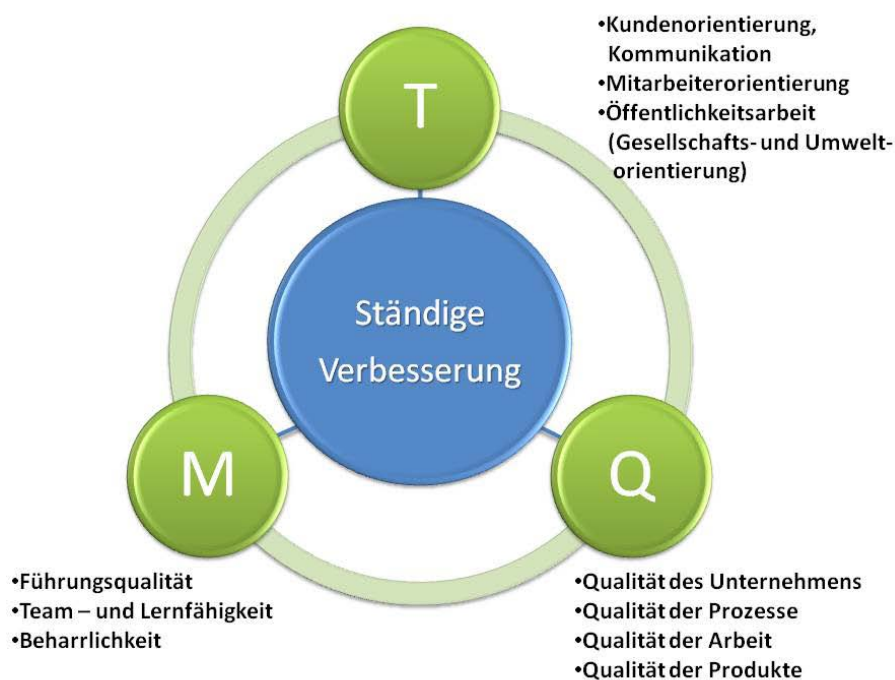 T
•Kundenorientierung,
Kommunikation
•Mitarbeiterorientierung
•Öffentlichkeitsarbeit
(Gesellschafts- und Umwelt-
orientierung)
Ständige
Verbesserung
M
•Führungsqualität
•Team – und Lernfähigkeit
•Beharrlichkeit
Q
•Qualität des Unternehmens
•Qualität der Prozesse
•Qualität der Arbeit
•Qualität der Produkte